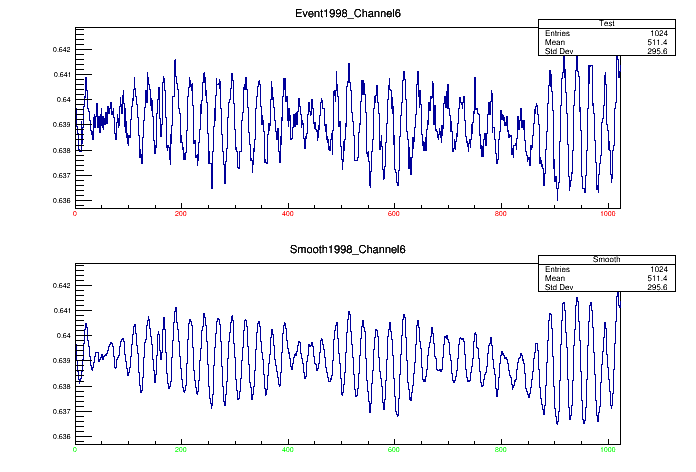 Event1998_Channel6
Test
Entries 1024
Mean 511.4
Std Dev 295.6
0.642
0.641
0.64
0.639
0.638
0.637
0.636
0 200 400 600 800 1000
Smooth1998_Channel6
Smooth
Entries 1024
Mean 511.4
Std Dev 295.6
0.642
0.641
0.64
0.639
0.638
0.637
0.636
0 200 400 600 800 1000